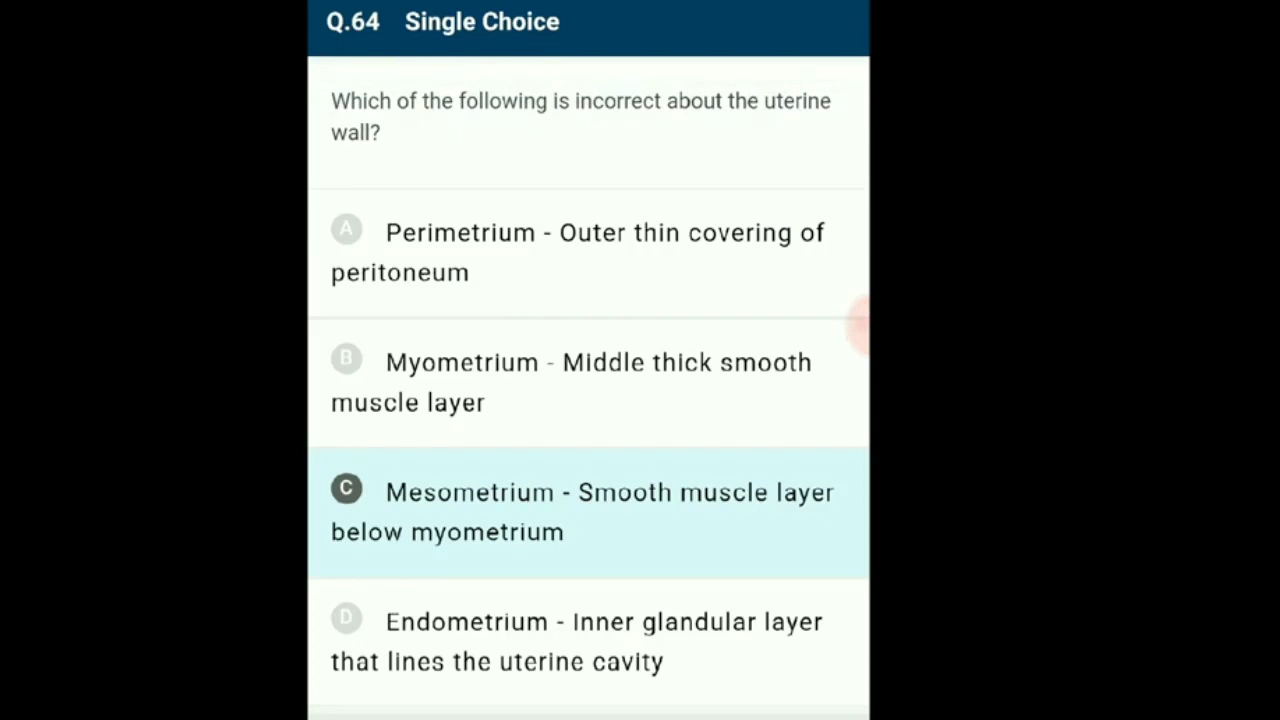 Q.64 Single Choice
Which of the following is incorrect about the uterine
wall?
A Perimetrium - Outer thin covering of
peritoneum
B Myometrium - Middle thick smooth
muscle layer
C Mesometrium - Smooth muscle layer
below myometrium
D Endometrium - Inner glandular layer
that lines the uterine cavity